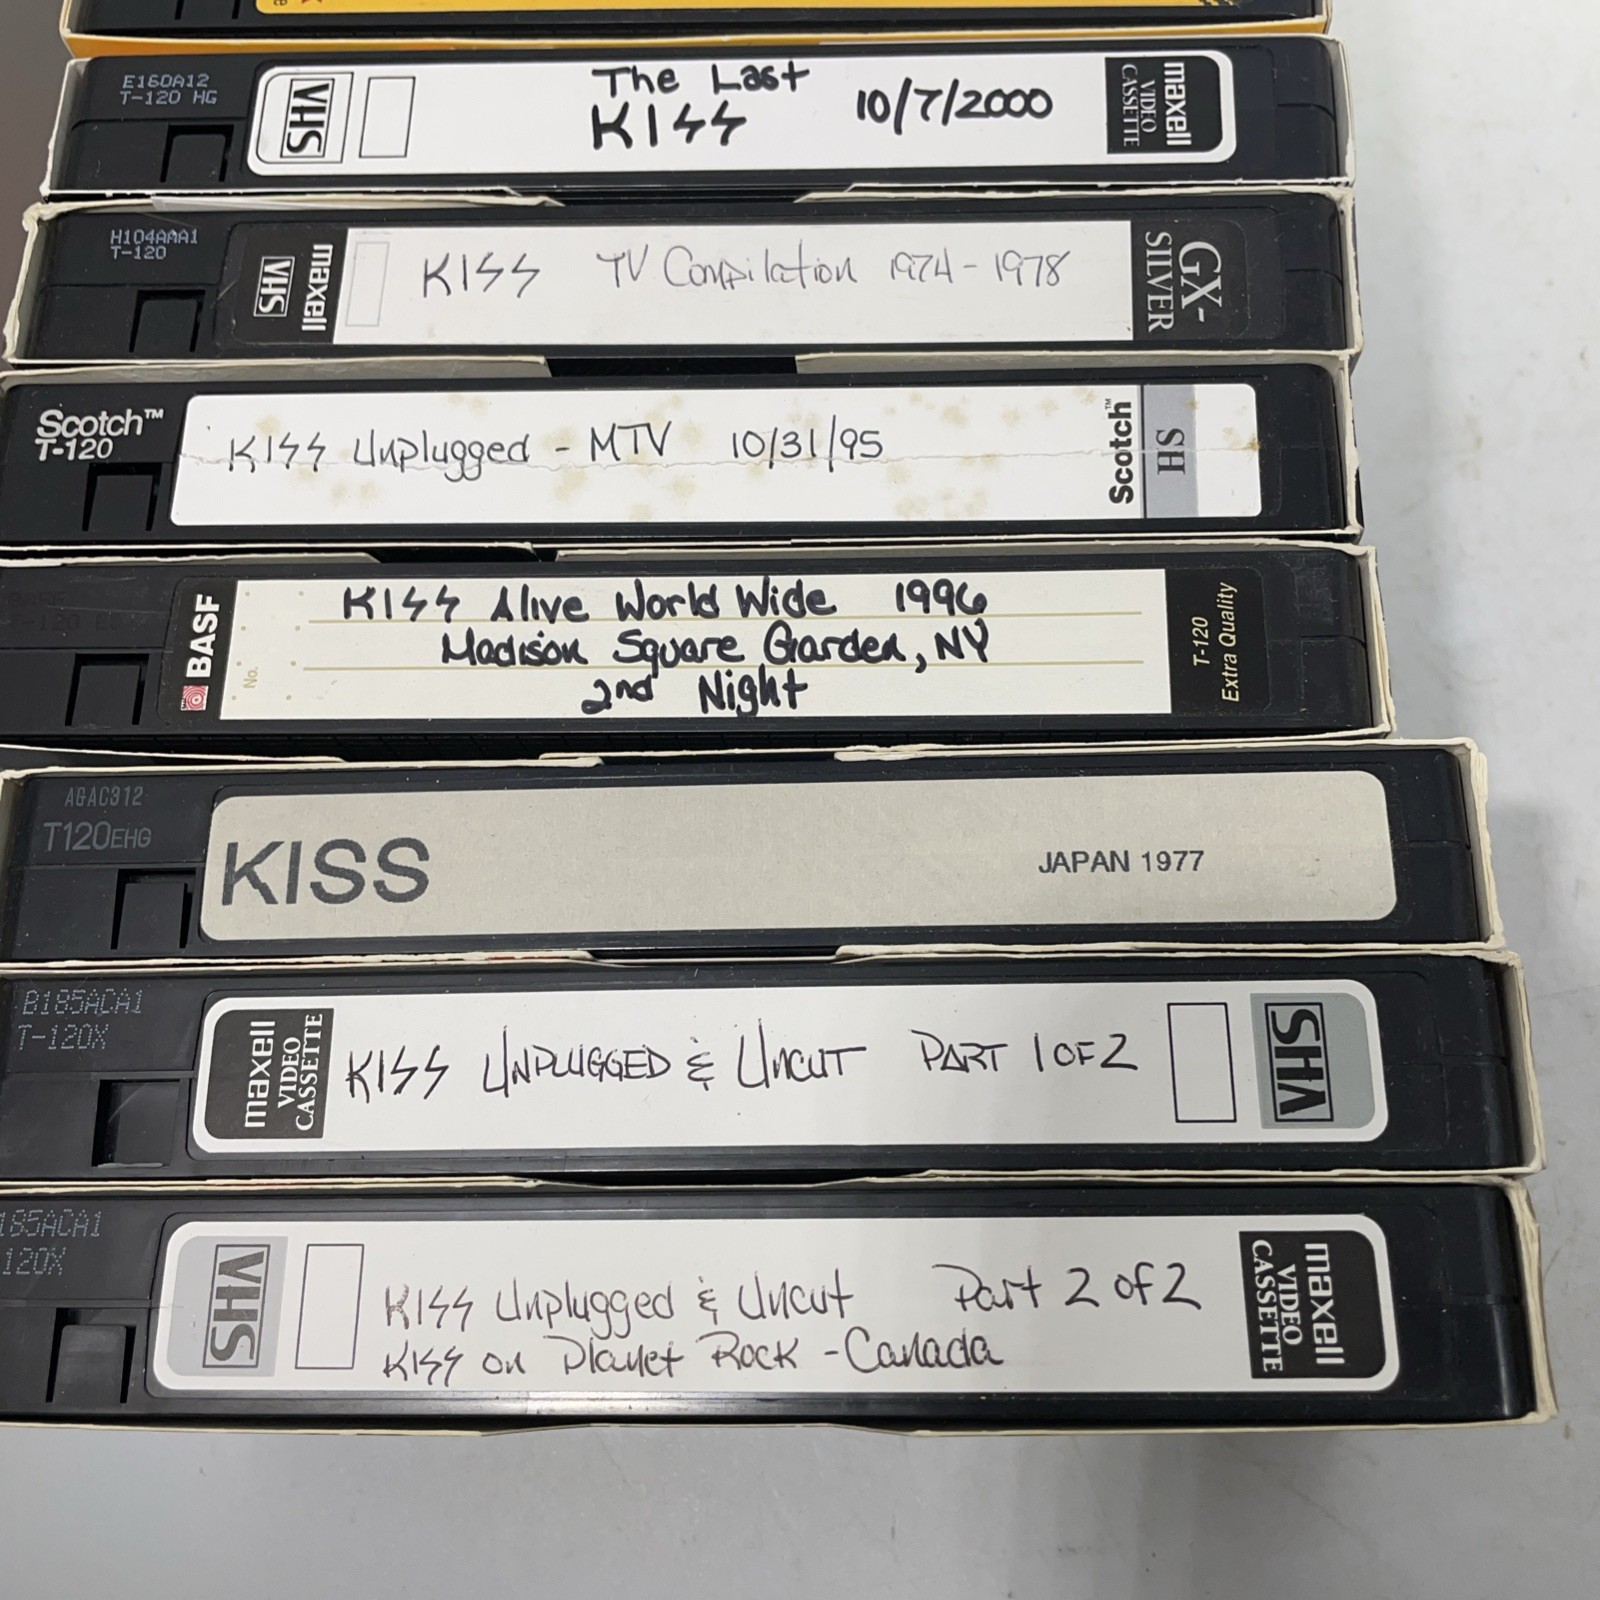 E160A12
T-120 HG
VHS
The Last
KISS
10/7/2000
maxell
VIDEO
CASSETTE
H104AAA1
T-120
VHS
maxell
KISS TV Compilation 1974-1978
GX-
SILVER
Scotch™
T-120
KISS Unplugged - MTV 10/31/95
Scotch™
SH
BASF
No.
KISS Alive World Wide 1996
Madison Square Garden, NY
2nd Night
T-120
Extra Quality
AGAC312
T120EHG
KISS
JAPAN 1977
B185ACA1
T-120X
maxell
VIDEO
CASSETTE
KISS UNPLUGGED & UNCUT PART 1 OF 2
VHS
185ACA1
120X
VHS
KISS Unplugged & Uncut Part 2 of 2
KISS on Planet Rock - Canada
maxell
VIDEO
CASSETTE